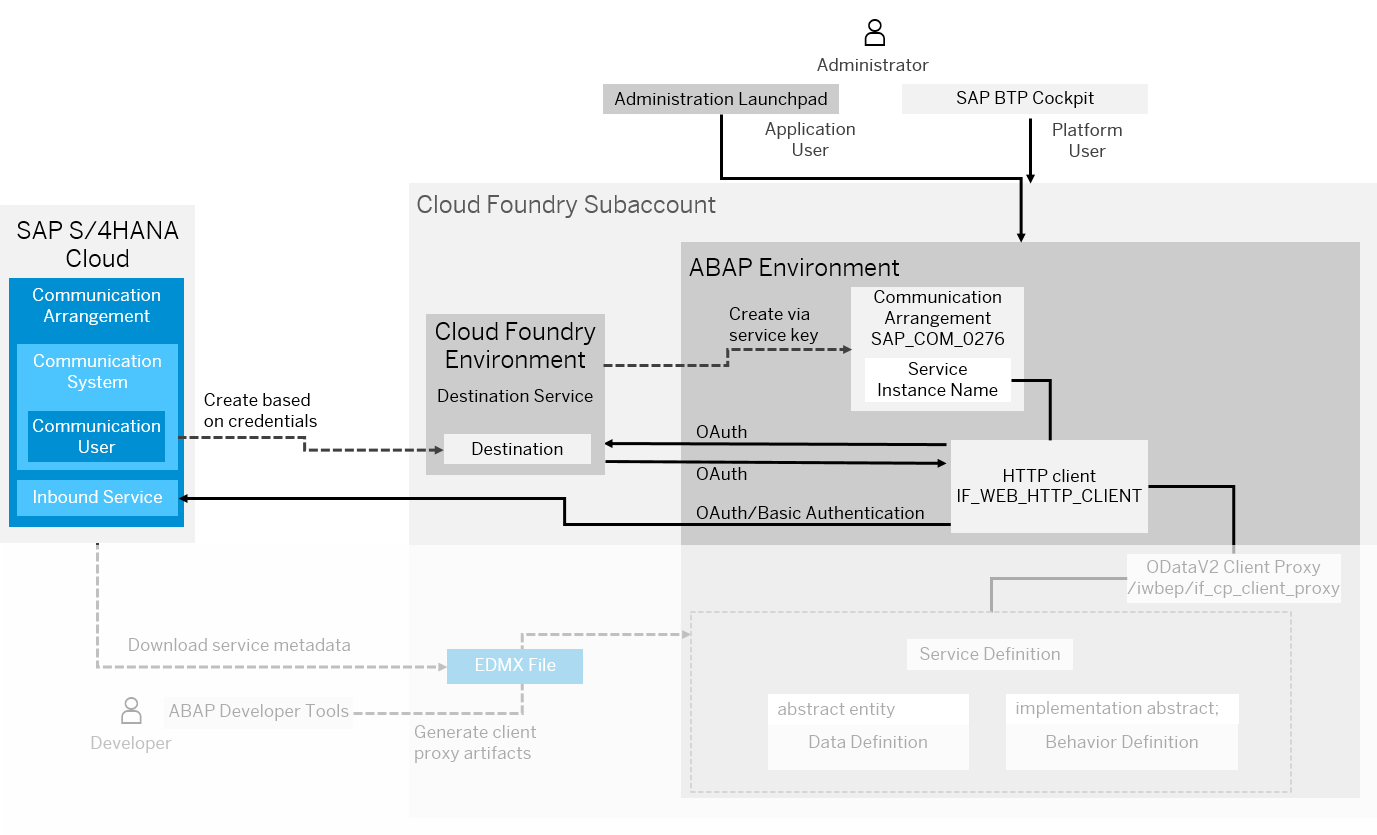 Administrator
Administration Launchpad
SAP BTP Cockpit
Application
User
Platform
User
Cloud Foundry Subaccount
SAP S/4HANA
Cloud
Communication
Arrangement
Communication
System
Communication
User
Inbound Service
Create based
on credentials
Cloud Foundry
Environment
Destination Service
Destination
ABAP Environment
Create via
service key
Communication
Arrangement
SAP_COM_0276
Service
Instance Name
OAuth
OAuth
OAuth/Basic Authentication
HTTP client
IF_WEB_HTTP_CLIENT
ODataV2 Client Proxy
/iwbep/if_cp_client_proxy
Download service metadata
EDMX File
Developer
ABAP Developer Tools
Generate client
proxy artifacts
Service Definition
abstract entity
Data Definition
implementation abstract;
Behavior Definition